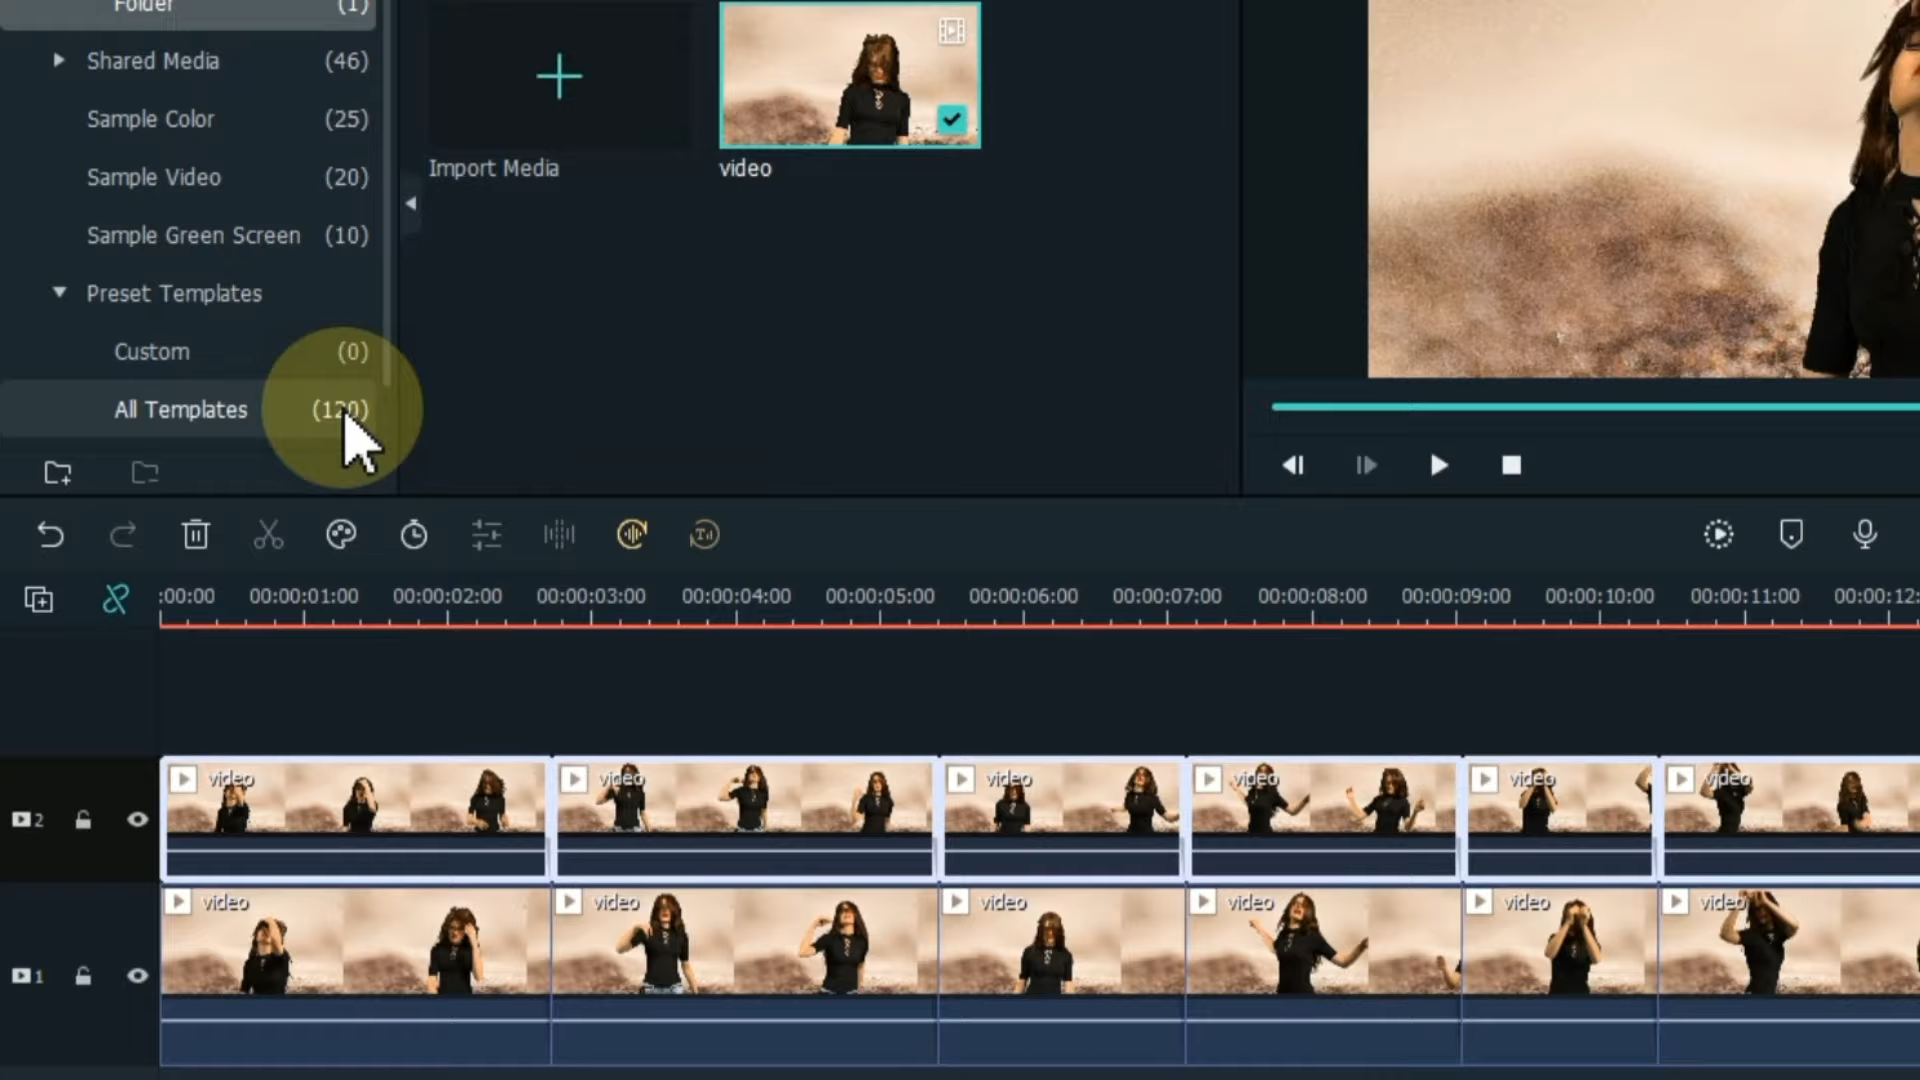 Folder (1)
Shared Media (46)
Sample Color (25)
Sample Video (20)
Sample Green Screen (10)
Preset Templates
Custom (0)
All Templates (120)
Import Media
video
:00:00 00:00:01:00 00:00:02:00 00:00:03:00 00:00:04:00 00:00:05:00 00:00:06:00 00:00:07:00 00:00:08:00 00:00:09:00 00:00:10:00 00:00:11:00 00:00:12:
video video video video video video
2
video video video video video video
1